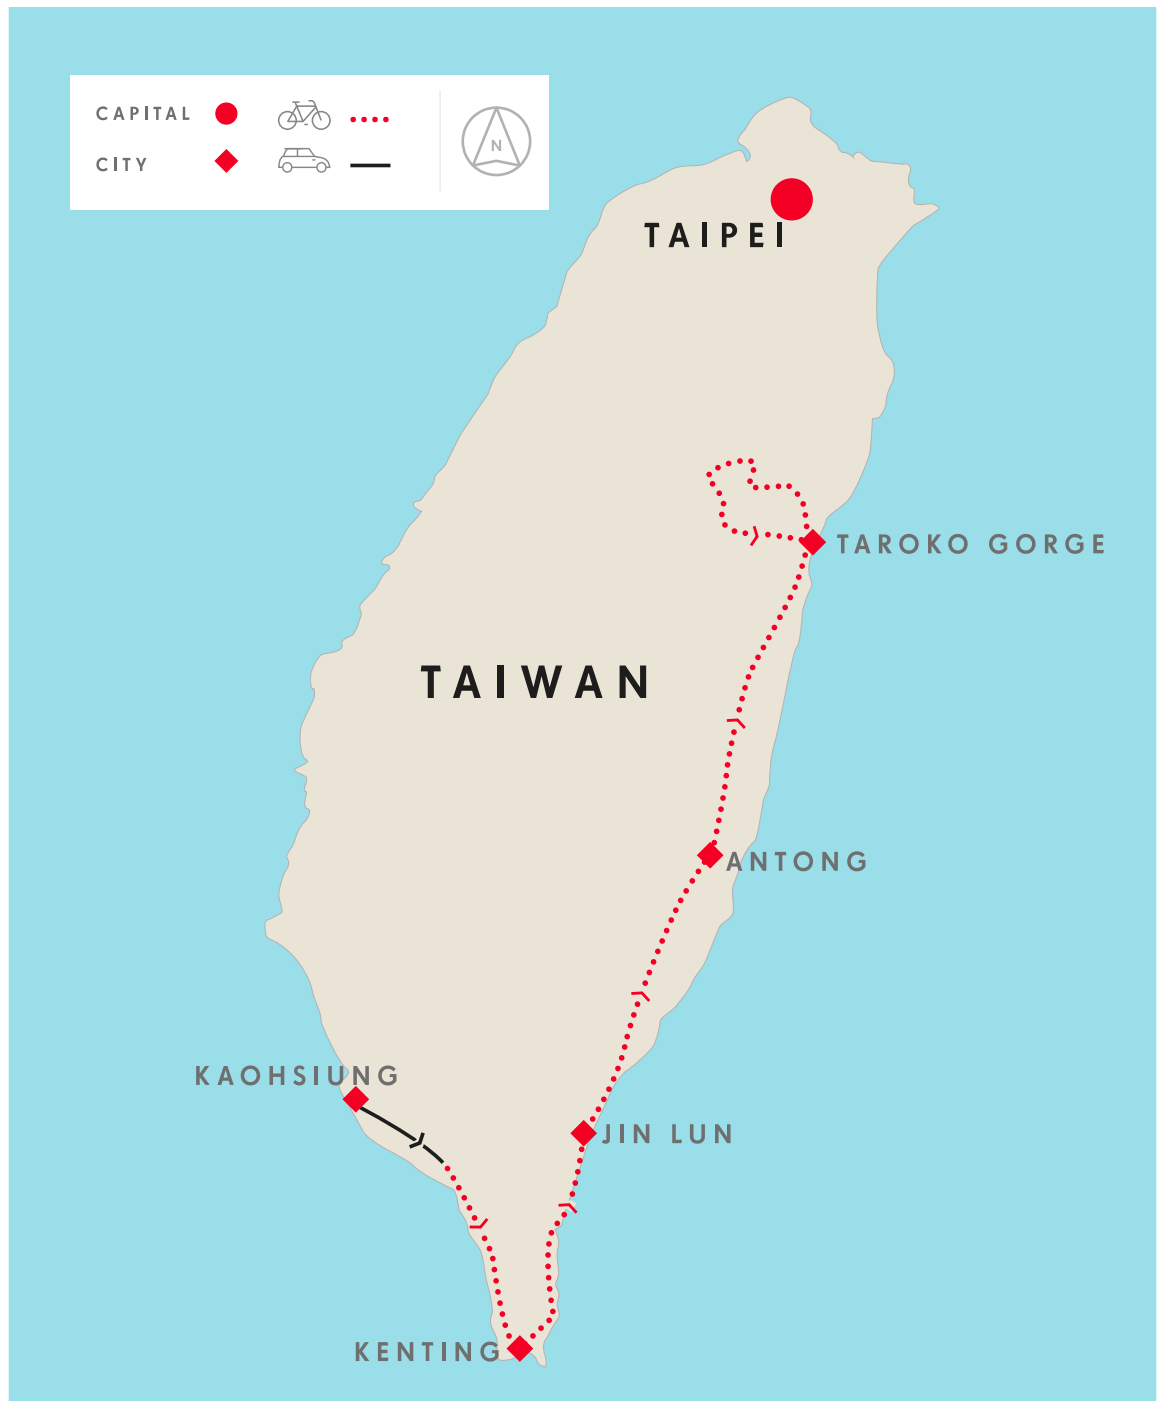 CAPITAL
CITY
N
TAIPEI
TAROKO GORGE
TAIWAN
ANTONG
KAOHSIUNG
JIN LUN
KENTING